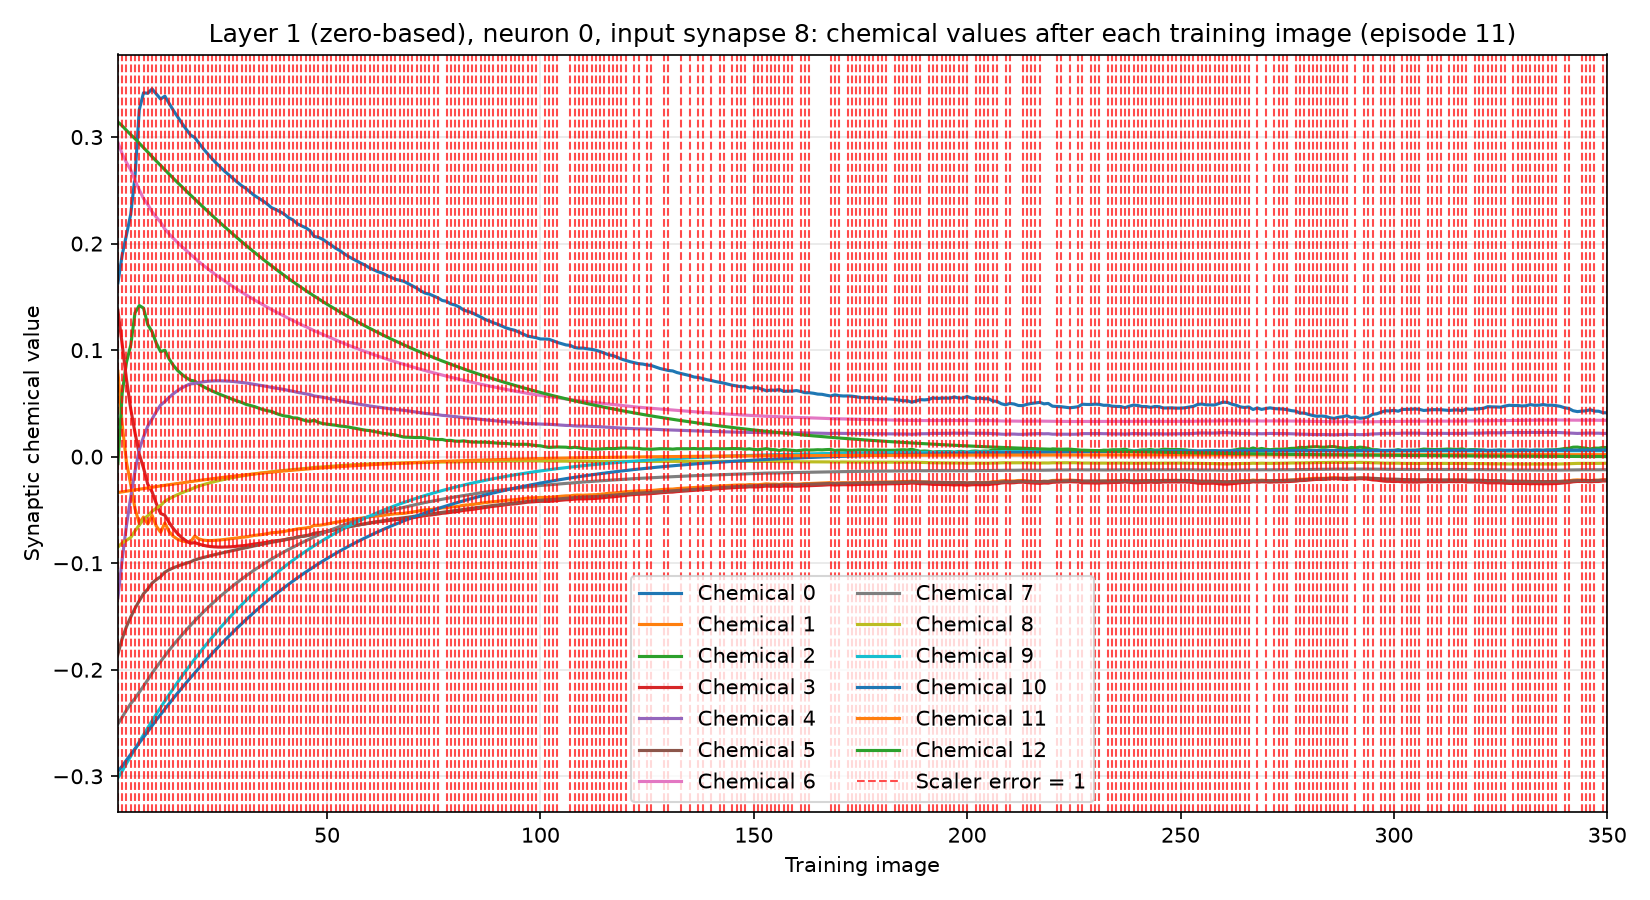 Layer 1 (zero-based), neuron 0, input synapse 8: chemical values after each training image (episode 11)
Synaptic chemical value
0.3
0.2
0.1
0.0
−0.1
−0.2
−0.3
Chemical 0
Chemical 1
Chemical 2
Chemical 3
Chemical 4
Chemical 5
Chemical 6
Chemical 7
Chemical 8
Chemical 9
Chemical 10
Chemical 11
Chemical 12
Scaler error = 1
50 100 150 200 250 300 350
Training image